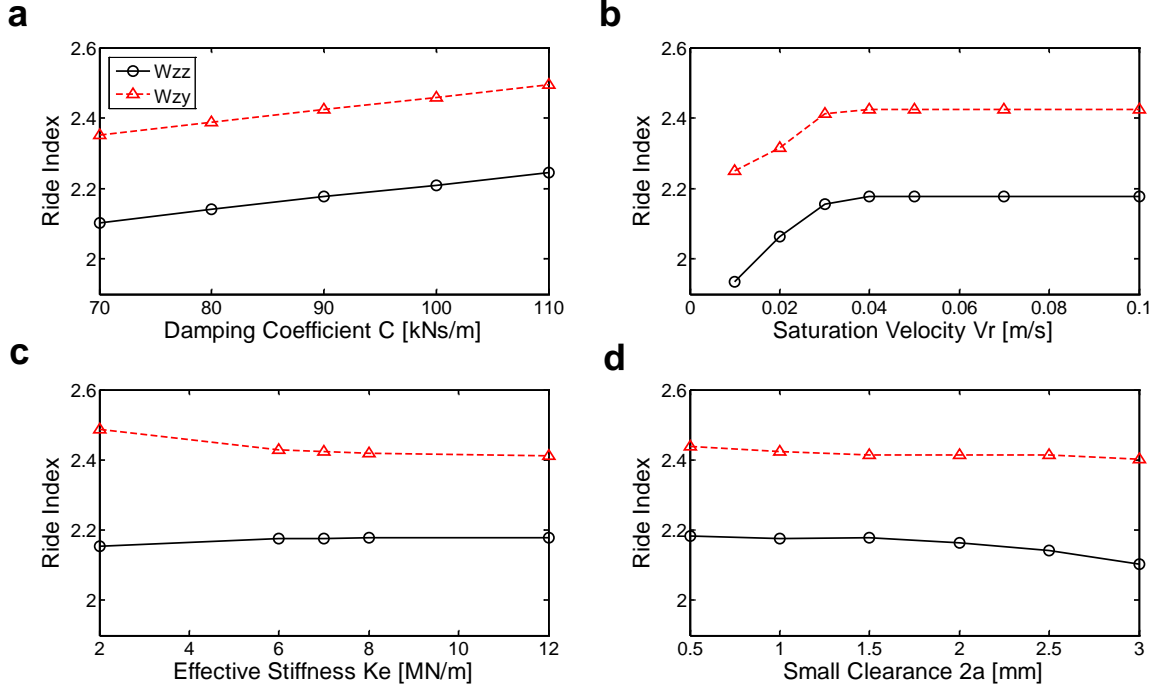 a
2.6
2.4
2.2
2
Ride Index
Wzz
Wzy
70
80
90
100
110
Damping Coefficient C [kNs/m]
b
2.6
2.4
2.2
2
Ride Index
0
0.02
0.04
0.06
0.08
0.1
Saturation Velocity Vr [m/s]
c
2.6
2.4
2.2
2
Ride Index
2
4
6
8
10
12
Effective Stiffness Ke [MN/m]
d
2.6
2.4
2.2
2
Ride Index
0.5
1
1.5
2
2.5
3
Small Clearance 2a [mm]